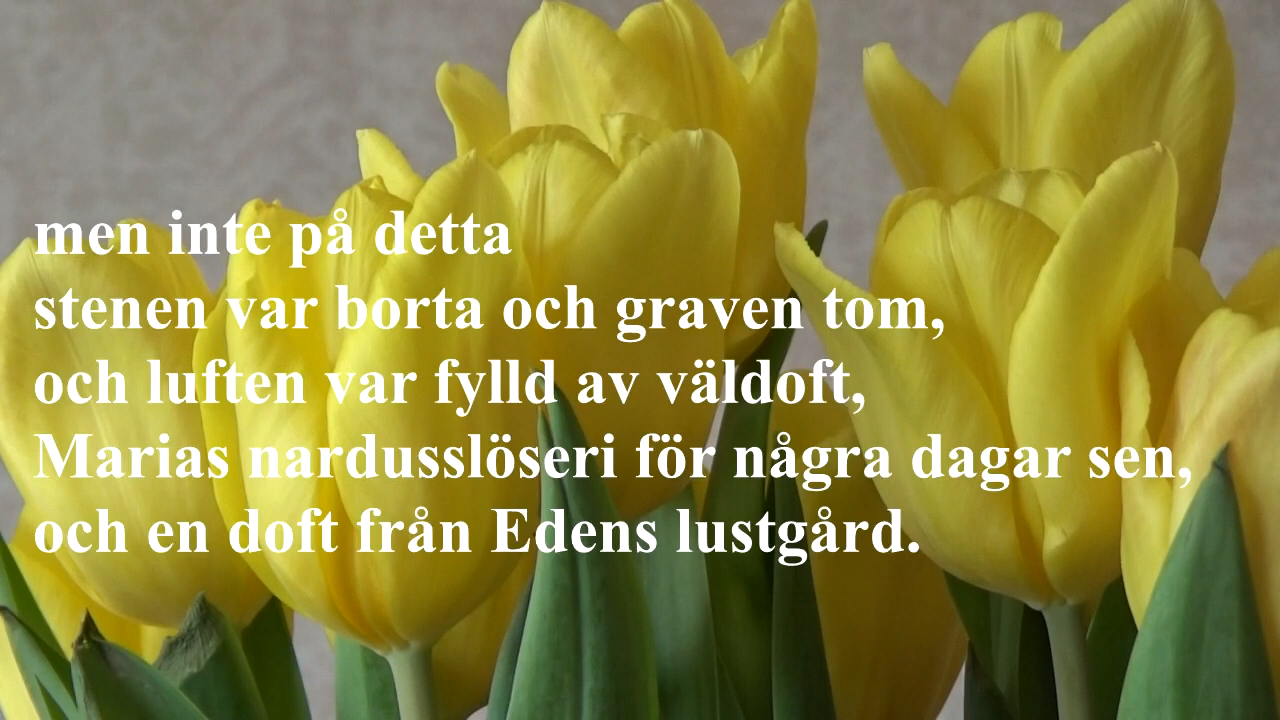 men inte på detta
stenen var borta och graven tom,
och luften var fylld av väldoft,
Marias nardusslöseri för några dagar sen,
och en doft från Edens lustgård.